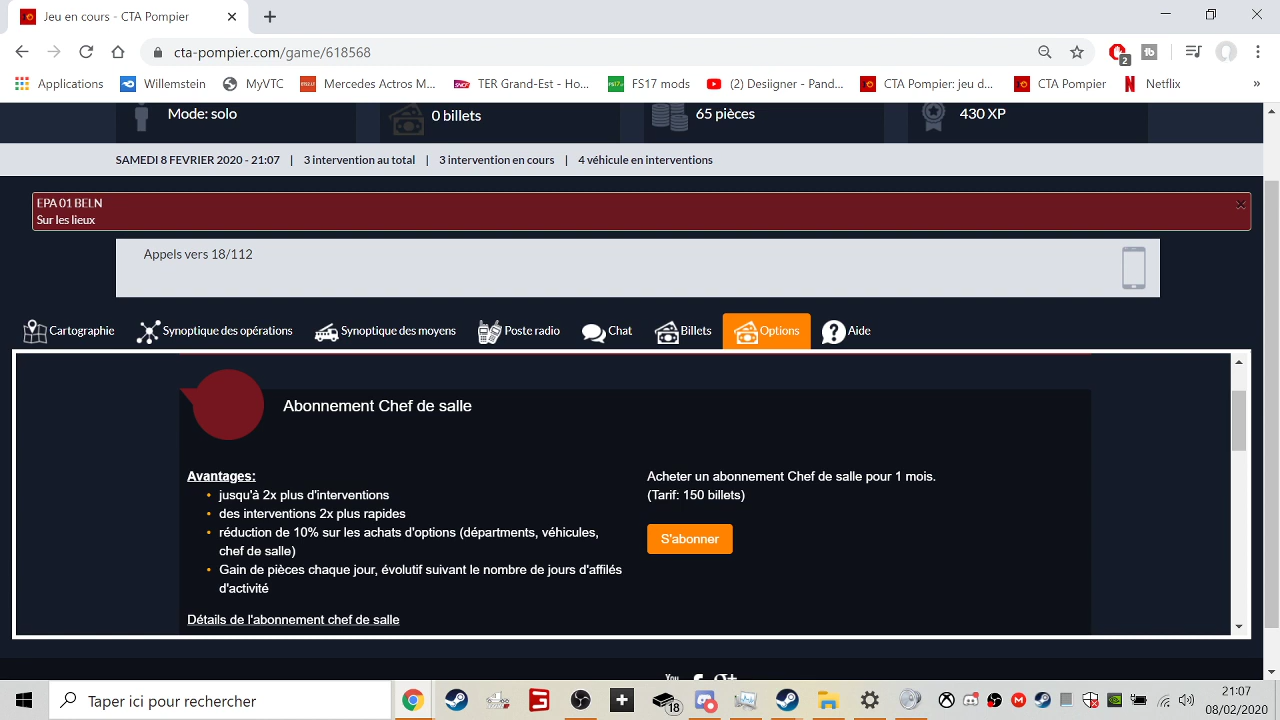 Jeu en cours - CTA Pompier
cta-pompier.com/game/618568
2
Applications Willemstein MyVTC Mercedes Actros M... TER Grand-Est - Ho... FS17 mods (2) Desiigner - Pand... CTA Pompier: jeu d... CTA Pompier Netflix »
Mode: solo 0 billets 65 pièces 430 XP
SAMEDI 8 FEVRIER 2020 - 21:07 | 3 intervention au total | 3 intervention en cours | 4 véhicule en interventions
EPA 01 BELN
Sur les lieux
Appels vers 18/112
Cartographie Synoptique des opérations Synoptique des moyens Poste radio Chat Billets Options Aide
Abonnement Chef de salle
Avantages:
• jusqu'à 2x plus d'interventions
• des interventions 2x plus rapides
• réduction de 10% sur les achats d'options (départments, véhicules,
chef de salle)
• Gain de pièces chaque jour, évolutif suivant le nombre de jours d'affilés
d'activité
Détails de l'abonnement chef de salle
Acheter un abonnement Chef de salle pour 1 mois.
(Tarif: 150 billets)
S'abonner
Taper ici pour rechercher
18
21:07
08/02/2020